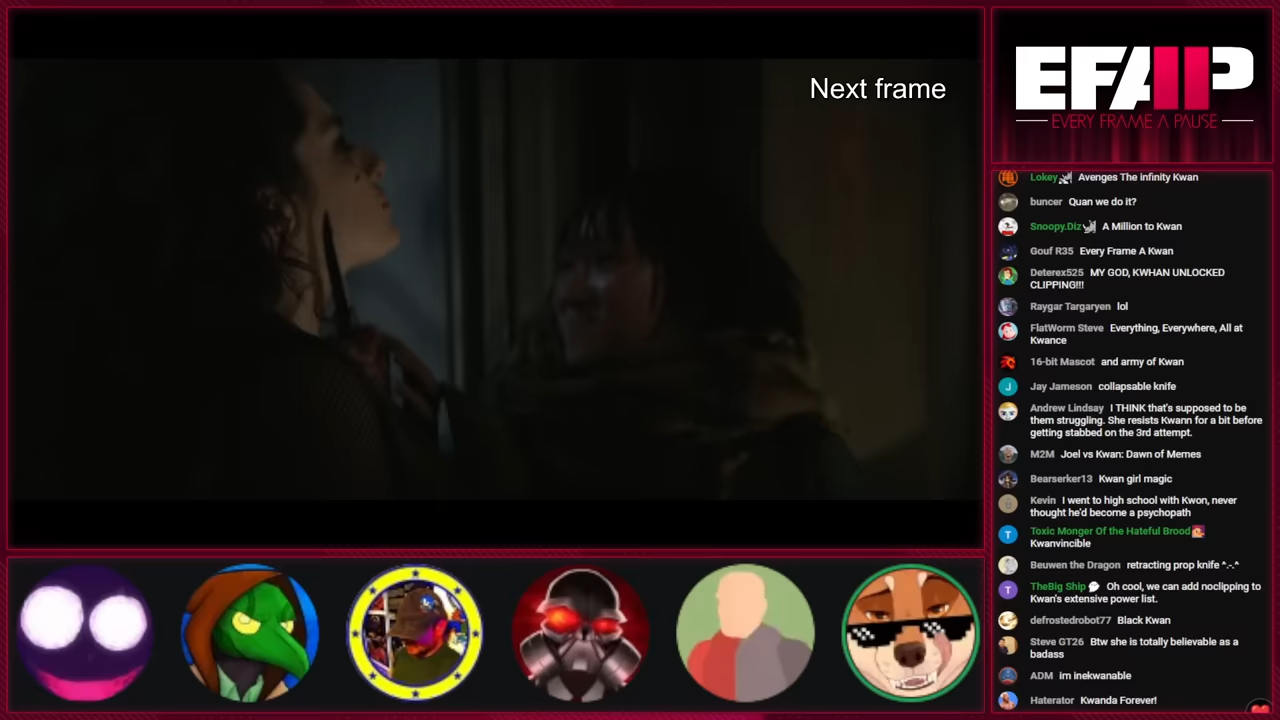 Next frame
EFAP
EVERY FRAME A PAUSE
Lokey Avenges The infinity Kwan
buncer Quan we do it?
Snoopy.Diz A Million to Kwan
Gouf R35 Every Frame A Kwan
Deterex525 MY GOD, KWHAN UNLOCKED
CLIPPING!!!
Raygar Targaryen lol
FlatWorm Steve Everything, Everywhere, All at
Kwance
16-bit Mascot and army of Kwan
J Jay Jameson collapsable knife
Andrew Lindsay I THINK that's supposed to be
them struggling. She resists Kwann for a bit before
getting stabbed on the 3rd attempt.
M2M Joel vs Kwan: Dawn of Memes
Bearserker13 Kwan girl magic
Kevin I went to high school with Kwon, never
thought he'd become a psychopath
T Toxic Monger Of the Hateful Brood
Kwanvincible
Beuwen the Dragon retracting prop knife ^-.-^
T TheBig Ship Oh cool, we can add noclipping to
Kwan's extensive power list.
defrostedrobot77 Black Kwan
Steve GT26 Btw she is totally believable as a
badass
ADM im inekwanable
Haterator Kwanda Forever!